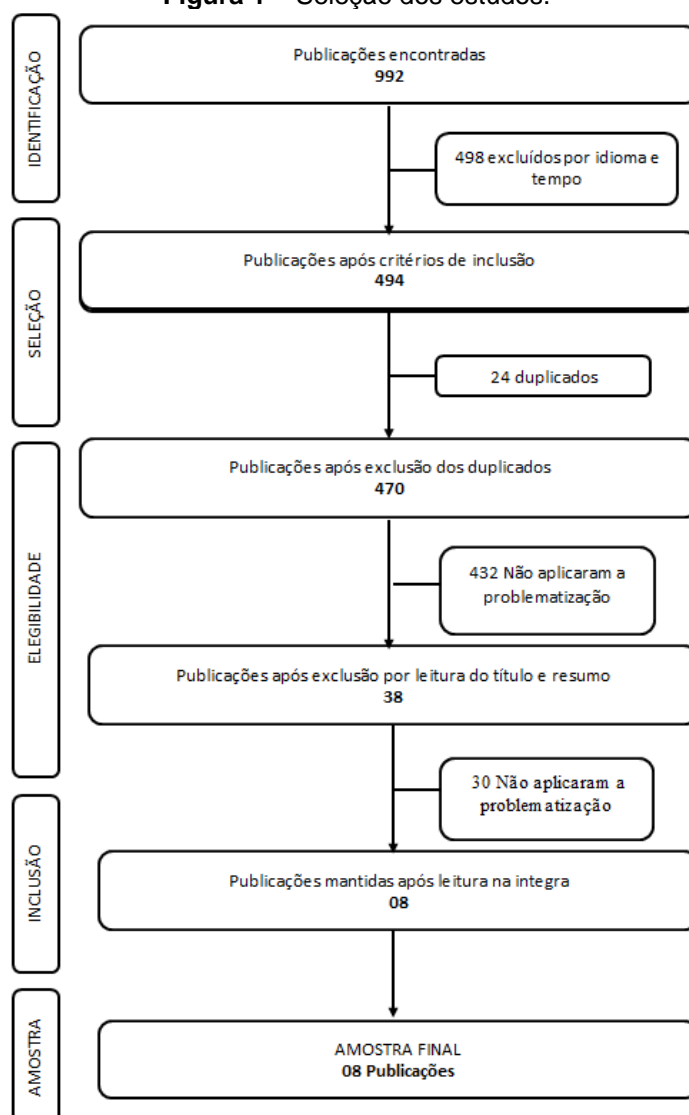 Figura 1 – Seleção dos estudos.
IDENTIFICAÇÃO
Publicações encontradas
992
498 excluídos por idioma e
tempo
SELEÇÃO
Publicações após critérios de inclusão
494
24 duplicados
ELEGIBILIDADE
Publicações após exclusão dos duplicados
470
432 Não aplicaram a
problematização
Publicações após exclusão por leitura do título e resumo
38
30 Não aplicaram a
problematização
INCLUSÃO
Publicações mantidas após leitura na integra
08
AMOSTRA
AMOSTRA FINAL
08 Publicações